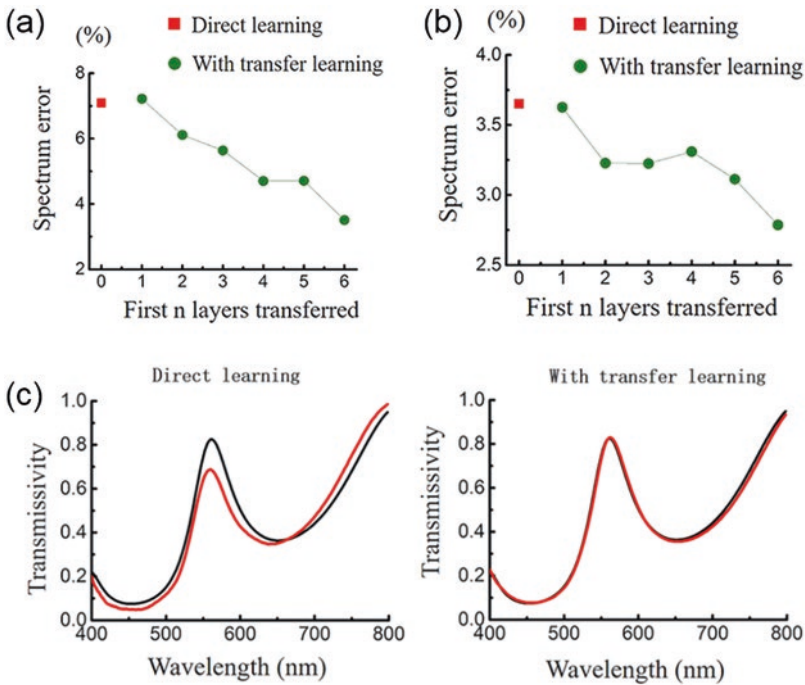 (a)
(%)
Direct learning
With transfer learning
8
6
4
2
Spectrum error
0 1 2 3 4 5 6
First n layers transferred
(b)
(%)
Direct learning
With transfer learning
4.0
3.5
3.0
2.5
Spectrum error
0 1 2 3 4 5 6
First n layers transferred
(c)
Direct learning
1.0
0.8
0.6
0.4
0.2
0.0
Transmissivity
400 500 600 700 800
Wavelength (nm)
With transfer learning
1.0
0.8
0.6
0.4
0.2
0.0
Transmissivity
400 500 600 700 800
Wavelength (nm)